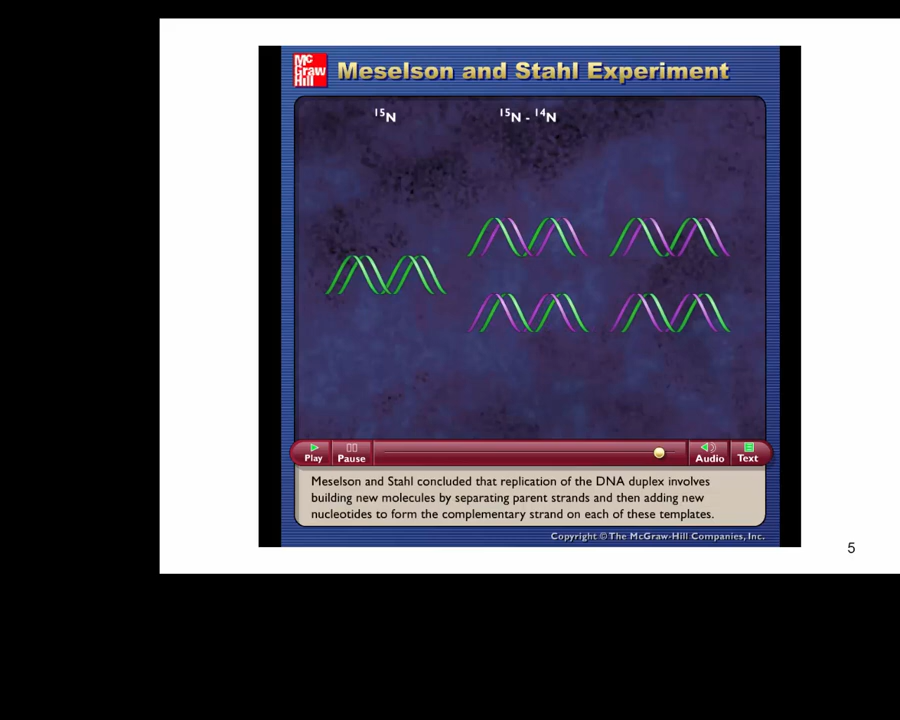 Mc
Graw
Hill
Meselson and Stahl Experiment
¹⁵N
¹⁵N - ¹⁴N
Play
Pause
Audio
Text
Meselson and Stahl concluded that replication of the DNA duplex involves
building new molecules by separating parent strands and then adding new
nucleotides to form the complementary strand on each of these templates.
Copyright © The McGraw-Hill Companies, Inc.
5